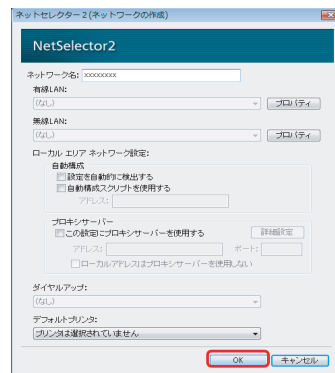 ネットセレクター2(ネットワークの作成)
NetSelector2
ネットワーク名: xxxxxxxx
有線LAN:
(なし) プロパティ
無線LAN:
(なし) プロパティ
ローカル エリア ネットワーク設定:
自動構成
設定を自動的に検出する
自動構成スクリプトを使用する
アドレス:
プロキシサーバー
この設定にプロキシサーバーを使用する 詳細設定
アドレス: ポート:
ローカルアドレスはプロキシサーバーを使用しない
ダイヤルアップ:
(なし)
デフォルトプリンタ:
プリンタは選択されていません
OK キャンセル